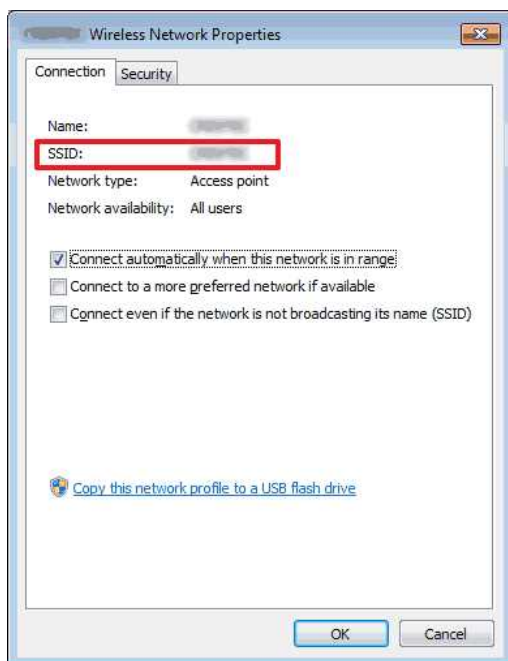 Wireless Network Properties
Connection Security
Name:
SSID:
Network type: Access point
Network availability: All users
Connect automatically when this network is in range
Connect to a more preferred network if available
Connect even if the network is not broadcasting its name (SSID)
Copy this network profile to a USB flash drive
OK Cancel